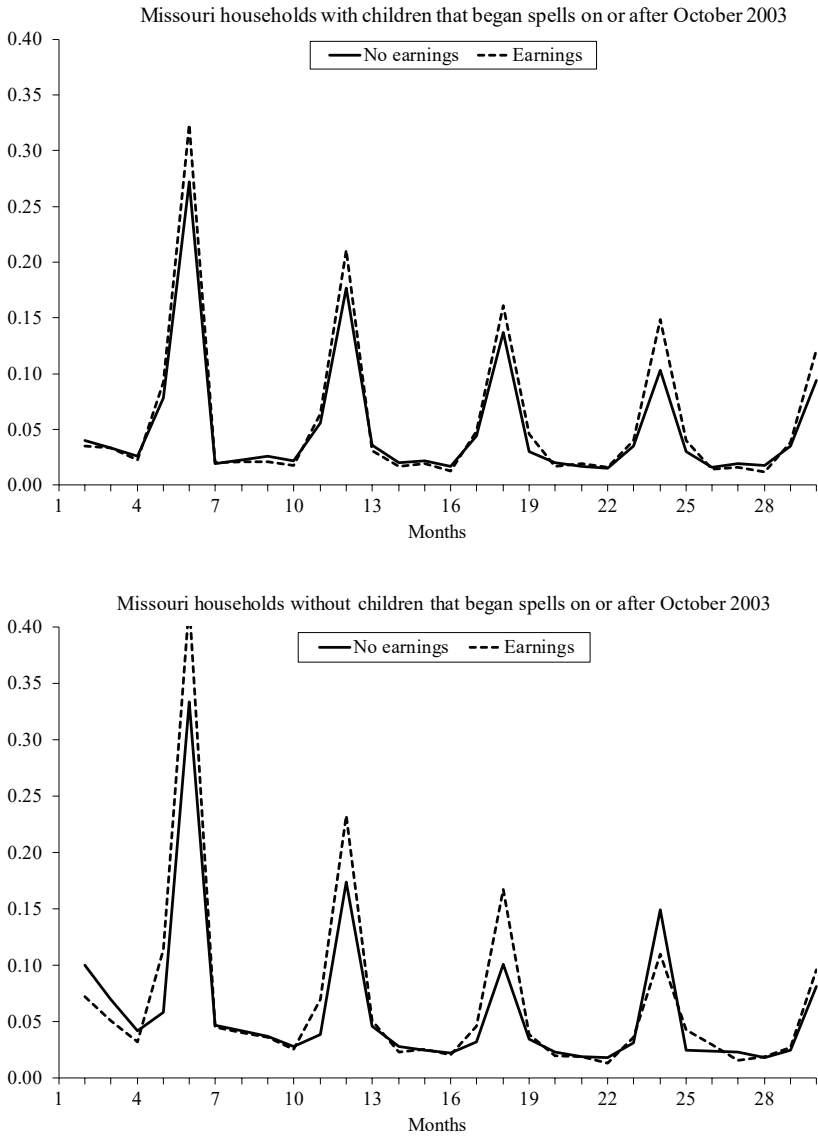 Missouri households with children that began spells on or after October 2003
No earnings Earnings
0.40
0.35
0.30
0.25
0.20
0.15
0.10
0.05
0.00
1 4 7 10 13 16 19 22 25 28
Months
Missouri households without children that began spells on or after October 2003
No earnings Earnings
0.40
0.35
0.30
0.25
0.20
0.15
0.10
0.05
0.00
1 4 7 10 13 16 19 22 25 28
Months